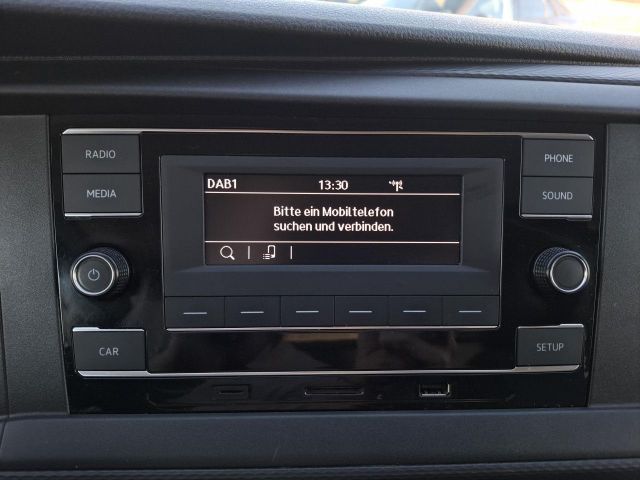 RADIO
PHONE
MEDIA
SOUND
DAB1 13:30
Bitte ein Mobiltelefon
suchen und verbinden.
CAR
SETUP